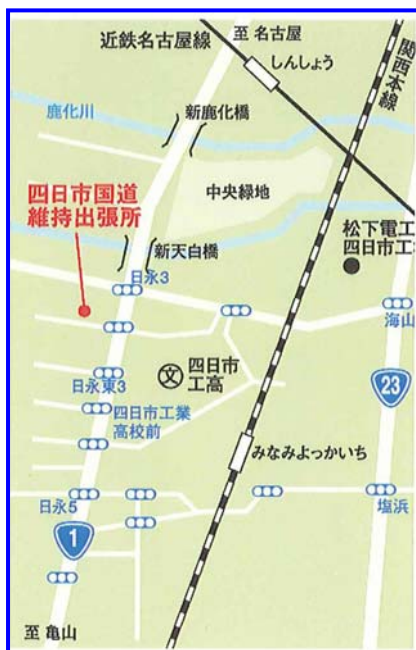 近鉄名古屋線
至 名古屋
しんしょう
関西本線
鹿化川
新鹿化橋
中央緑地
四日市国道
維持出張所
松下電工
四日市工
新天白橋
日永3
海山
日永東3
文
四日市
工高
23
四日市工業
高校前
みなみよっかいち
日永5
塩浜
1
至 亀山